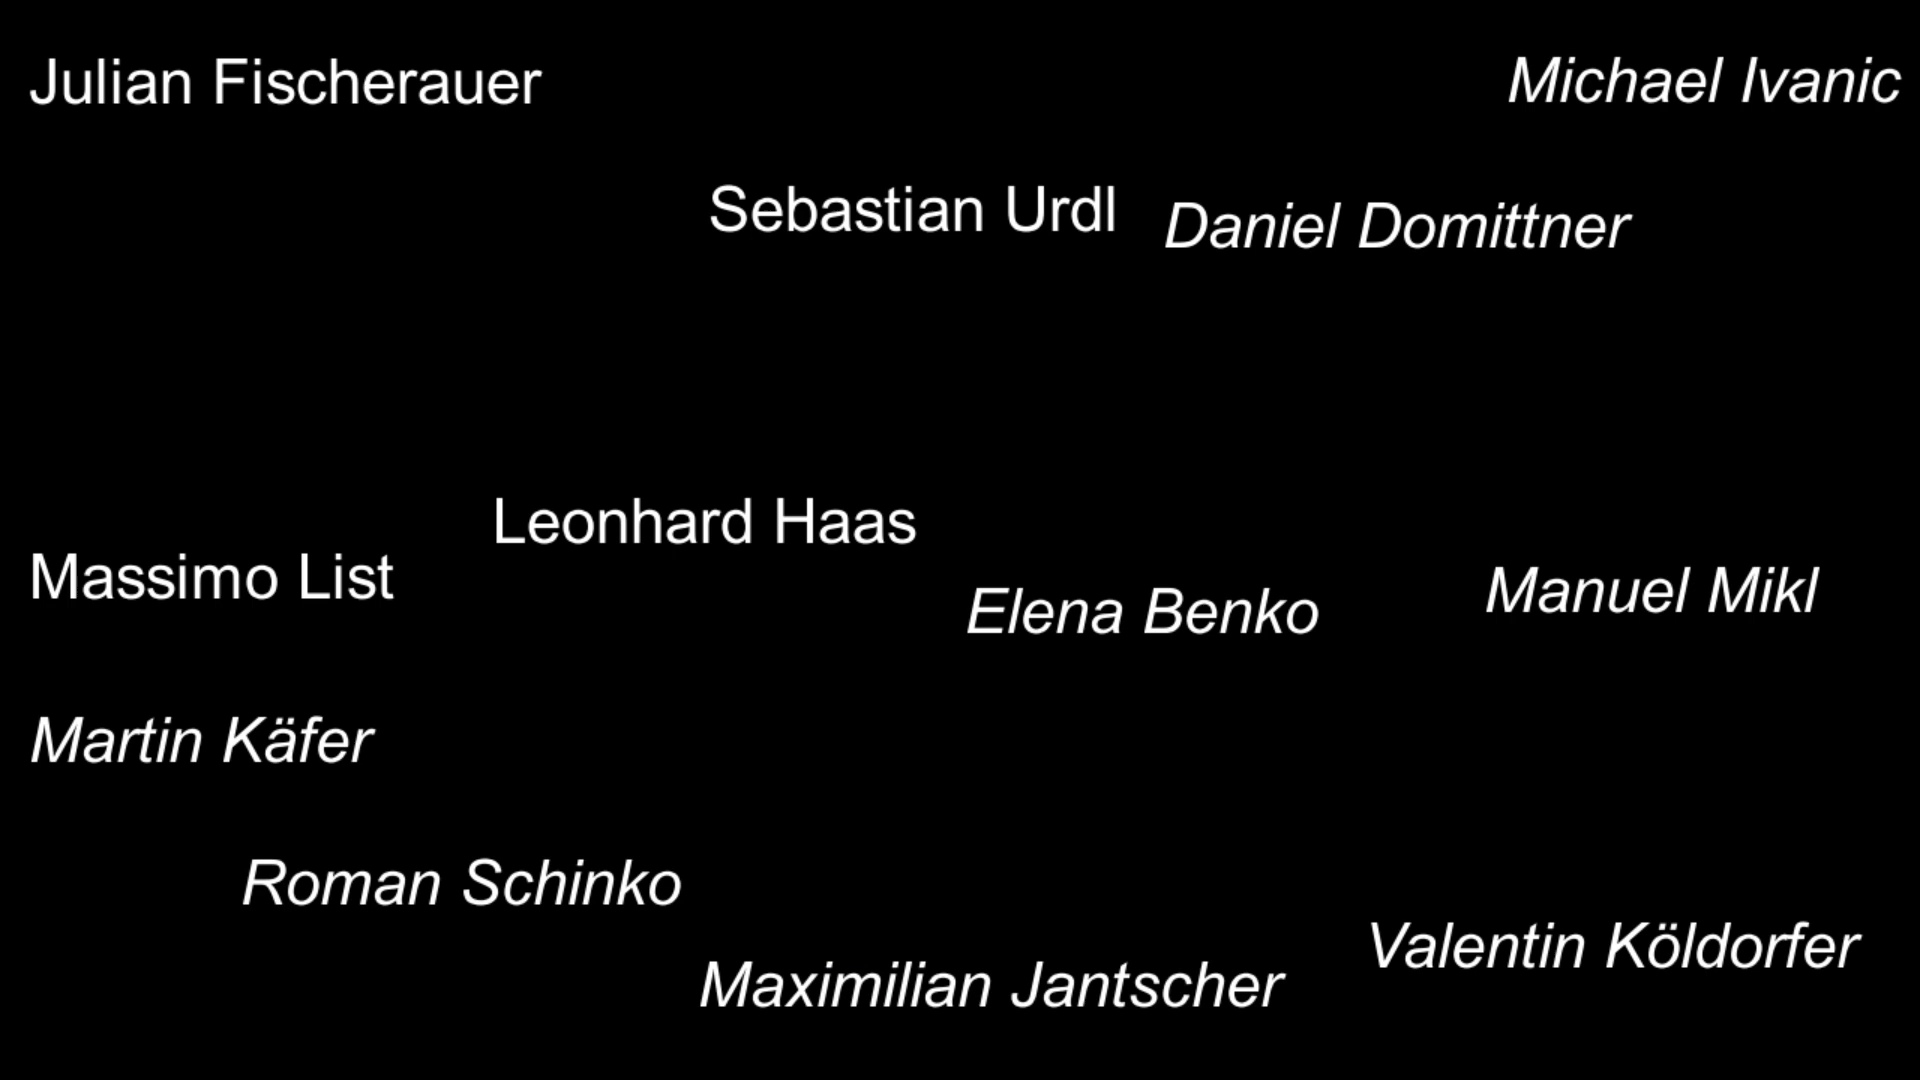 Julian Fischerauer
Michael Ivanic
Sebastian Urdl
Daniel Domittner
Leonhard Haas
Massimo List
Elena Benko
Manuel Mikl
Martin Käfer
Roman Schinko
Valentin Köldorfer
Maximilian Jantscher